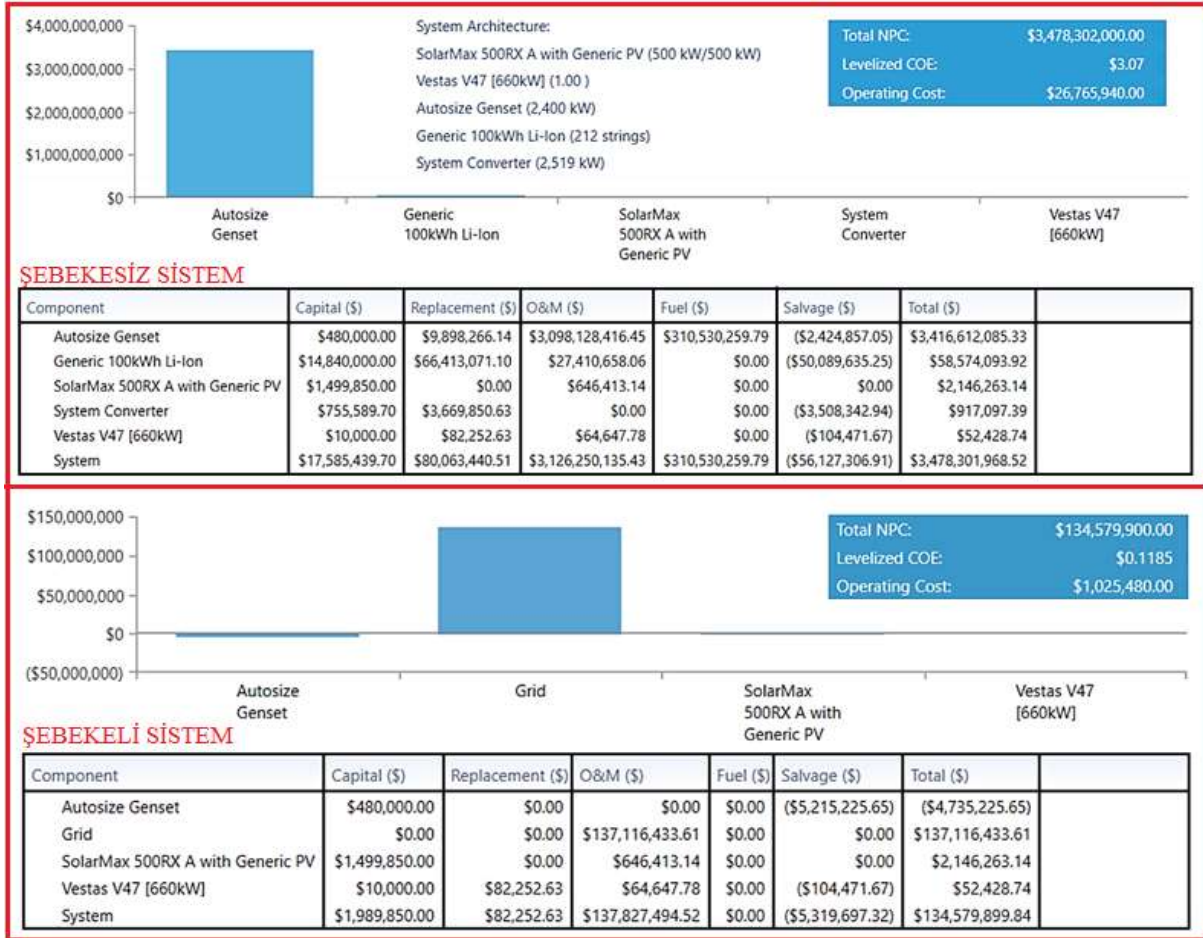 $4,000,000,000
$3,000,000,000
$2,000,000,000
$1,000,000,000
$0
System Architecture:
SolarMax 500RX A with Generic PV (500 kW/500 kW)
Vestas V47 [660kW] (1.00 )
Autosize Genset (2,400 kW)
Generic 100kWh Li-Ion (212 strings)
System Converter (2,519 kW)
Total NPC: $3,478,302,000.00
Levelized COE: $3.07
Operating Cost: $26,765,940.00
Autosize Genset
Generic 100kWh Li-Ion
SolarMax 500RX A with Generic PV
System Converter
Vestas V47 [660kW]
ŞEBEKESİZ SİSTEM
Component Capital ($) Replacement ($) O&M ($) Fuel ($) Salvage ($) Total ($)
Autosize Genset $480,000.00 $9,898,266.14 $3,098,128,416.45 $310,530,259.79 ($2,424,857.05) $3,416,612,085.33
Generic 100kWh Li-Ion $14,840,000.00 $66,413,071.10 $27,410,658.06 $0.00 ($50,089,635.25) $58,574,093.92
SolarMax 500RX A with Generic PV $1,499,850.00 $0.00 $646,413.14 $0.00 $0.00 $2,146,263.14
System Converter $755,589.70 $3,669,850.63 $0.00 $0.00 ($3,508,342.94) $917,097.39
Vestas V47 [660kW] $10,000.00 $82,252.63 $64,647.78 $0.00 ($104,471.67) $52,428.74
System $17,585,439.70 $80,063,440.51 $3,126,250,135.43 $310,530,259.79 ($56,127,306.91) $3,478,301,968.52
$150,000,000
$100,000,000
$50,000,000
$0
($50,000,000)
Total NPC: $134,579,900.00
Levelized COE: $0.1185
Operating Cost: $1,025,480.00
Autosize Genset
Grid
SolarMax 500RX A with Generic PV
Vestas V47 [660kW]
ŞEBEKELİ SİSTEM
Component Capital ($) Replacement ($) O&M ($) Fuel ($) Salvage ($) Total ($)
Autosize Genset $480,000.00 $0.00 $0.00 $0.00 ($5,215,225.65) ($4,735,225.65)
Grid $0.00 $0.00 $137,116,433.61 $0.00 $0.00 $137,116,433.61
SolarMax 500RX A with Generic PV $1,499,850.00 $0.00 $646,413.14 $0.00 $0.00 $2,146,263.14
Vestas V47 [660kW] $10,000.00 $82,252.63 $64,647.78 $0.00 ($104,471.67) $52,428.74
System $1,989,850.00 $82,252.63 $137,827,494.52 $0.00 ($5,319,697.32) $134,579,899.84